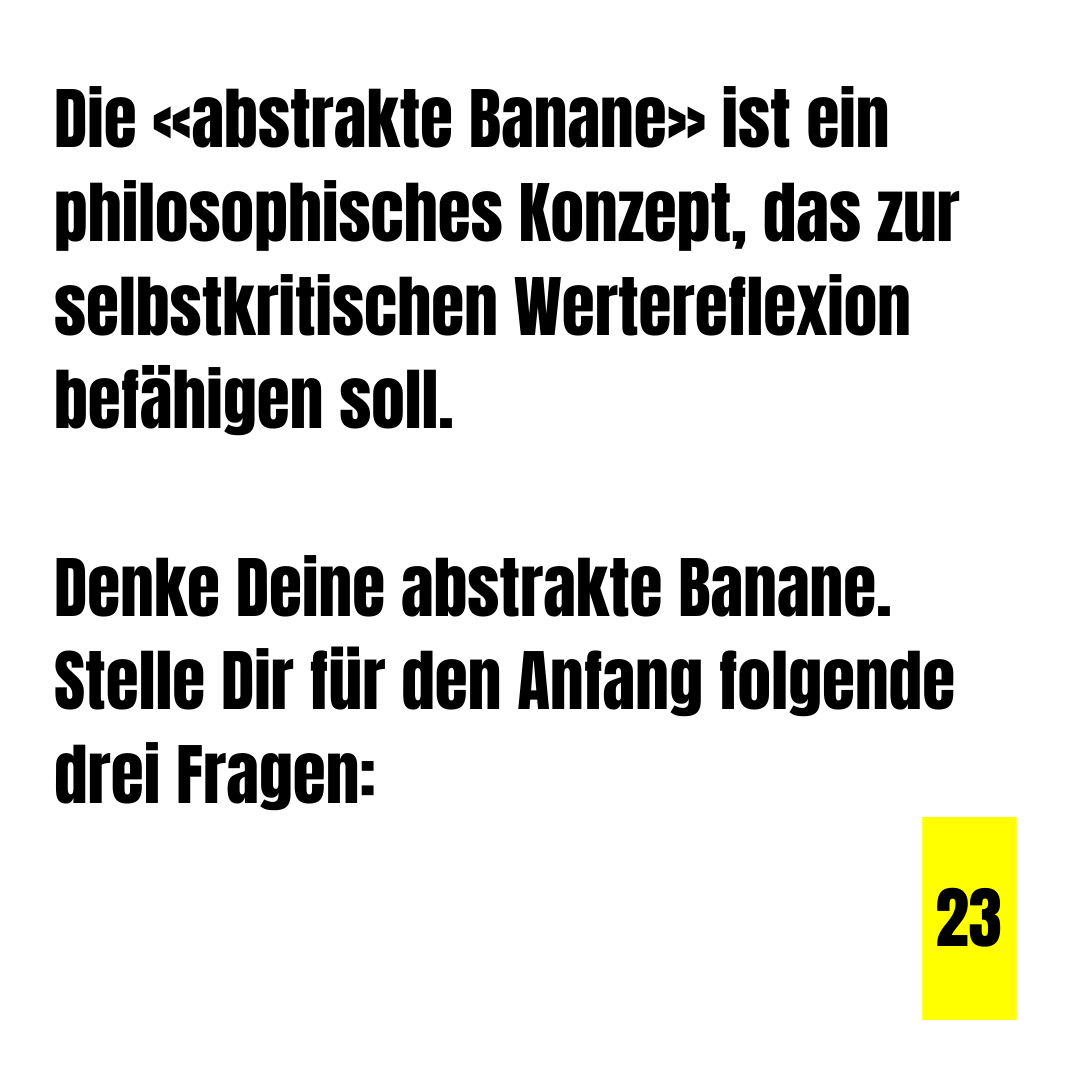 Die «abstrakte Banane» ist ein
philosophisches Konzept, das zur
selbstkritischen Wertereflexion
befähigen soll.
Denke Deine abstrakte Banane.
Stelle Dir für den Anfang folgende
drei Fragen:
23